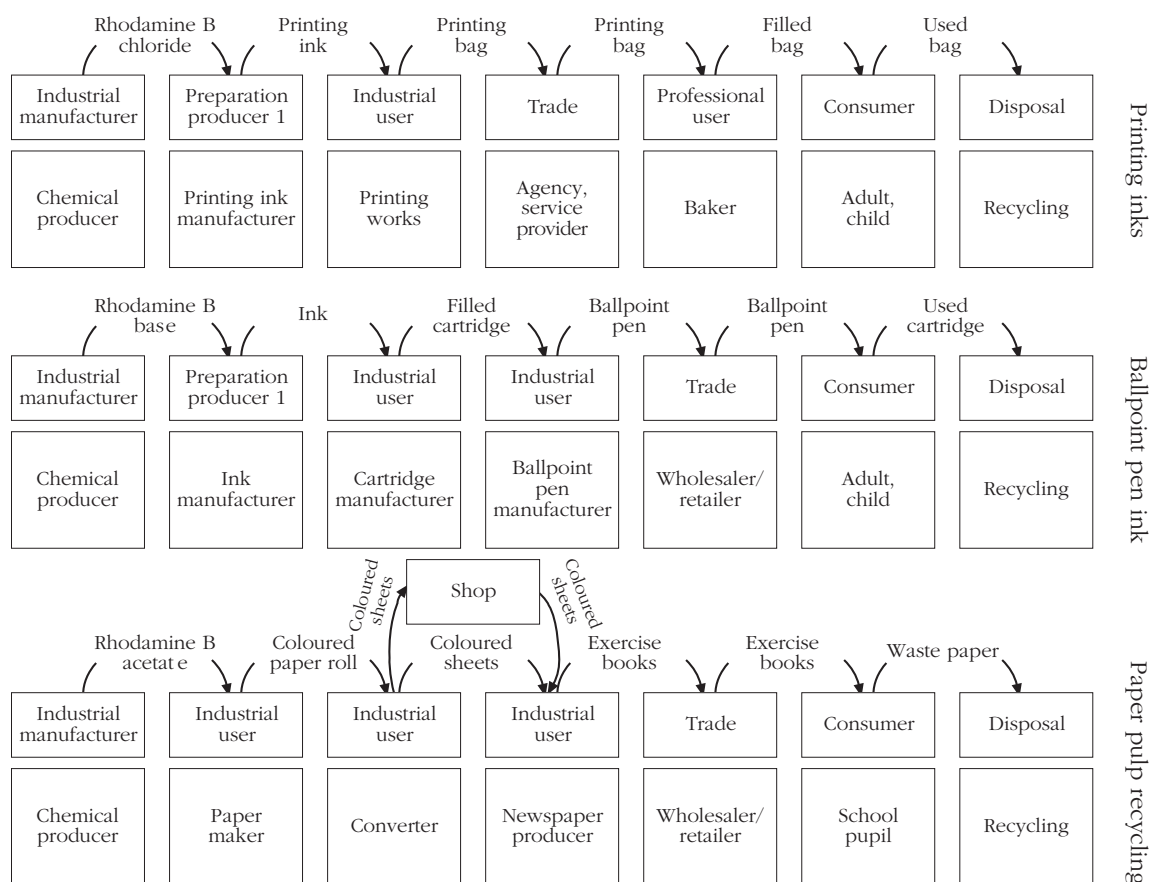 Rhodamine B
chloride
Printing
ink
Printing
bag
Printing
bag
Filled
bag
Used
bag
Industrial
manufacturer
Preparation
producer 1
Industrial
user
Trade
Professional
user
Consumer
Disposal
Chemical
producer
Printing ink
manufacturer
Printing
works
Agency,
service
provider
Baker
Adult,
child
Recycling
Printing inks
Rhodamine B
base
Ink
Filled
cartridge
Ballpoint
pen
Ballpoint
pen
Used
cartridge
Industrial
manufacturer
Preparation
producer 1
Industrial
user
Industrial
user
Trade
Consumer
Disposal
Chemical
producer
Ink
manufacturer
Cartridge
manufacturer
Ballpoint
pen
manufacturer
Wholesaler/
retailer
Adult,
child
Recycling
Ballpoint pen ink
Coloured
sheets
Shop
Coloured
sheets
Rhodamine B
acetate
Coloured
paper roll
Coloured
sheets
Exercise
books
Exercise
books
Waste paper
Industrial
manufacturer
Industrial
user
Industrial
user
Industrial
user
Trade
Consumer
Disposal
Chemical
producer
Paper
maker
Converter
Newspaper
producer
Wholesaler/
retailer
School
pupil
Recycling
Paper pulp recycling